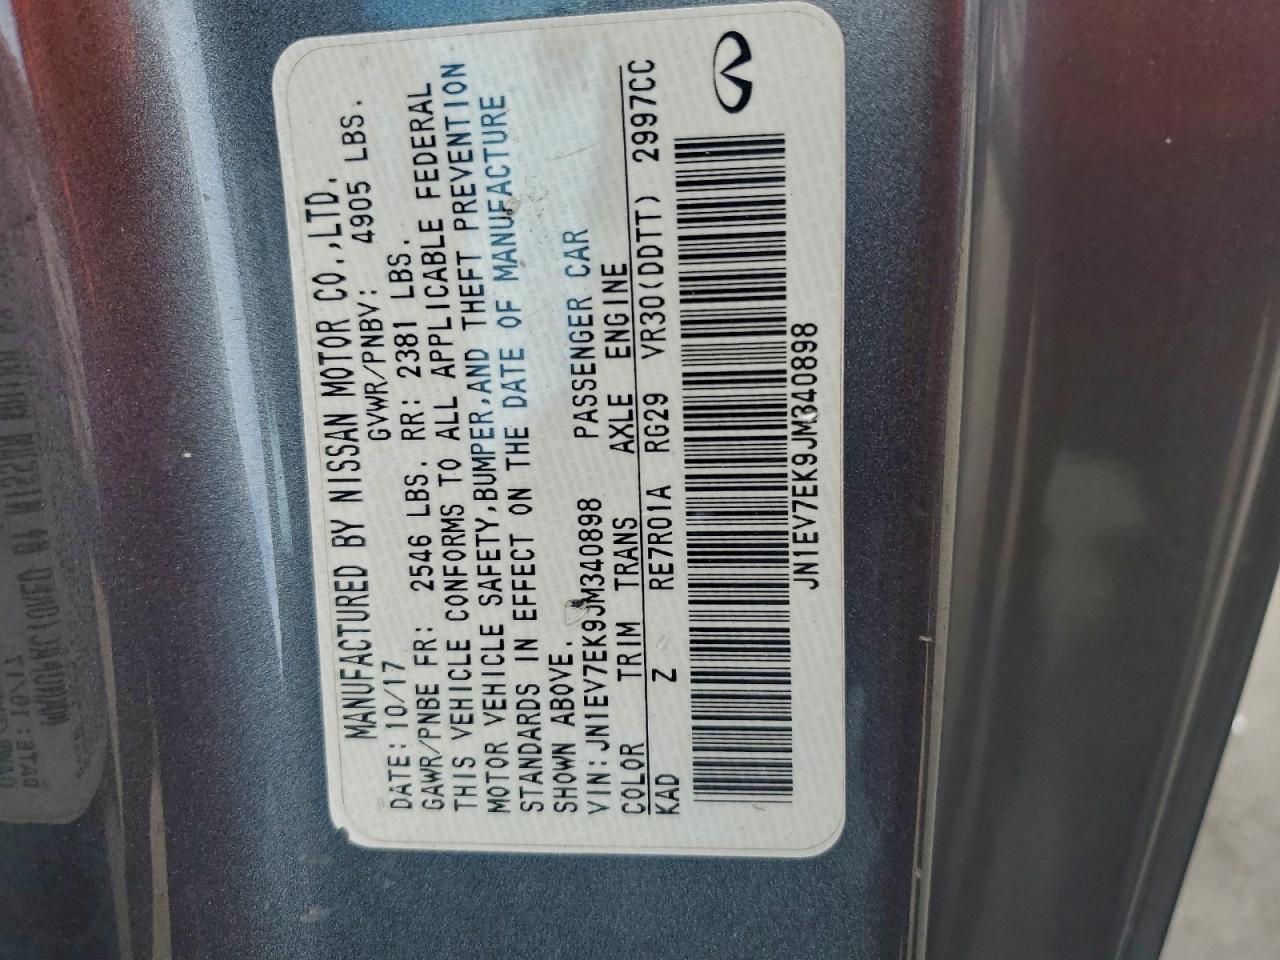 MANUFACTURED BY NISSAN MOTOR CO.,LTD.
DATE:10/17 GVWR/PNBV: 4905 LBS.
GAWR/PNBE FR: 2546 LBS. RR: 2381 LBS.
THIS VEHICLE CONFORMS TO ALL APPLICABLE FEDERAL
MOTOR VEHICLE SAFETY,BUMPER,AND THEFT PREVENTION
STANDARDS IN EFFECT ON THE DATE OF MANUFACTURE
SHOWN ABOVE.
VIN:JN1EV7EK9JM340898 PASSENGER CAR
COLOR TRIM TRANS AXLE ENGINE
KAD Z RE7R01A RG29 VR30(DDTT) 2997CC
JN1EV7EK9JM340898